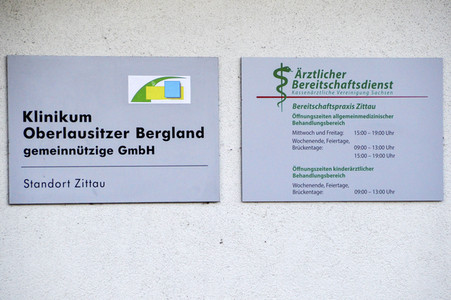 Klinikum
Oberlausitzer Bergland
gemeinnützige GmbH
Standort Zittau
Ärztlicher
Bereitschaftsdienst
Kassenärztliche Vereinigung Sachsen
Bereitschaftspraxis Zittau
Öffnungszeiten allgemeinmedizinischer
Behandlungsbereich
Mittwoch und Freitag: 15:00 – 19:00 Uhr
Wochenende, Feiertage,
Brückentage: 09:00 – 13:00 Uhr
15:00 – 19:00 Uhr
Öffnungszeiten kinderärztlicher
Behandlungsbereich
Wochenende, Feiertage,
Brückentage: 09:00 – 13:00 Uhr